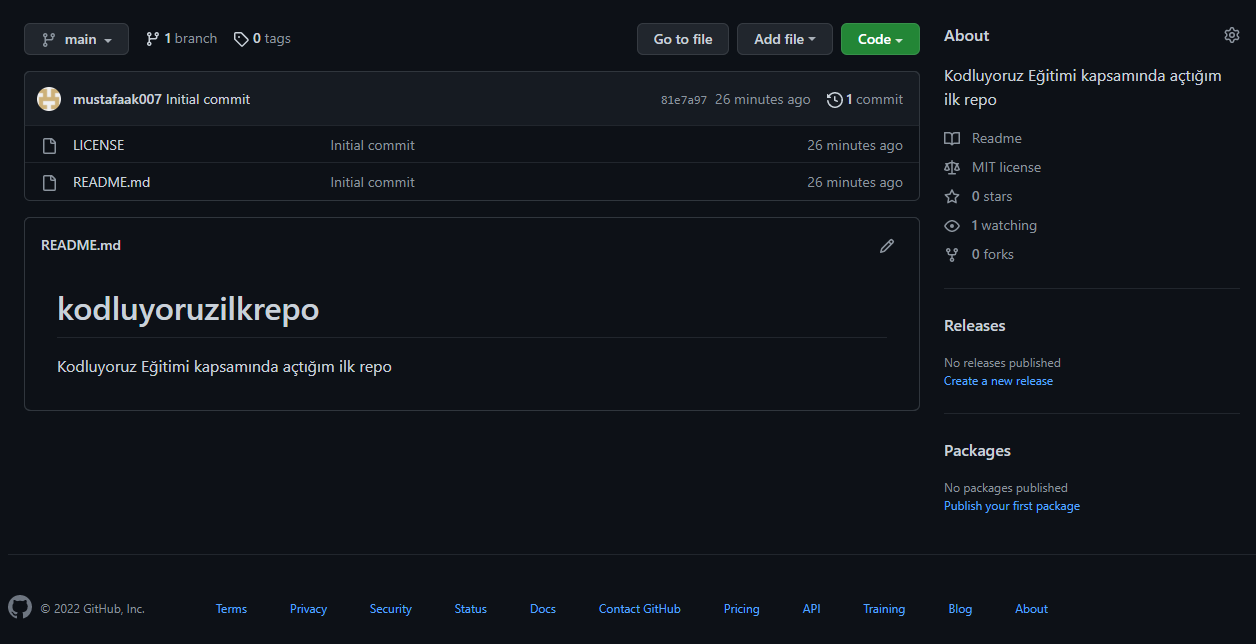 main 1 branch 0 tags Go to file Add file Code
mustafaak007 Initial commit 81e7a97 26 minutes ago 1 commit
LICENSE Initial commit 26 minutes ago
README.md Initial commit 26 minutes ago
README.md
kodluyoruzilkrepo
Kodluyoruz Eğitimi kapsamında açtığım ilk repo
About
Kodluyoruz Eğitimi kapsamında açtığım
ilk repo
Readme
MIT license
0 stars
1 watching
0 forks
Releases
No releases published
Create a new release
Packages
No packages published
Publish your first package
© 2022 GitHub, Inc. Terms Privacy Security Status Docs Contact GitHub Pricing API Training Blog About